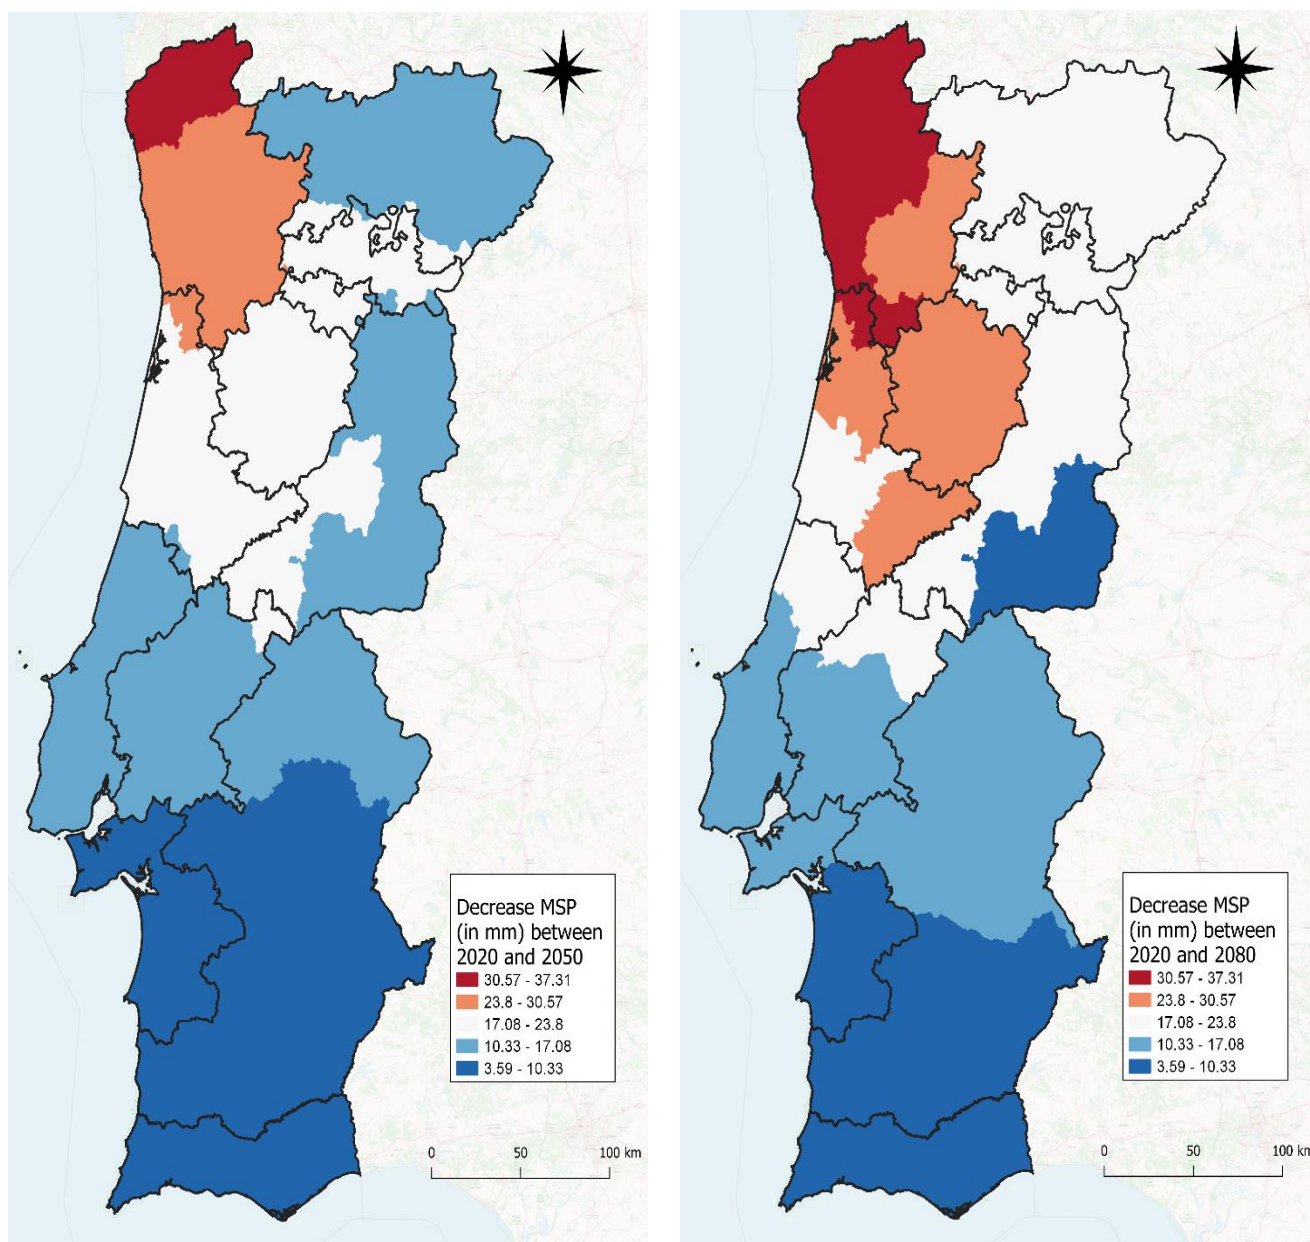 Decrease MSP
(in mm) between
2020 and 2050
30.57 - 37.31
23.8 - 30.57
17.08 - 23.8
10.33 - 17.08
3.59 - 10.33
0 50 100 km
Decrease MSP
(in mm) between
2020 and 2080
30.57 - 37.31
23.8 - 30.57
17.08 - 23.8
10.33 - 17.08
3.59 - 10.33
0 50 100 km